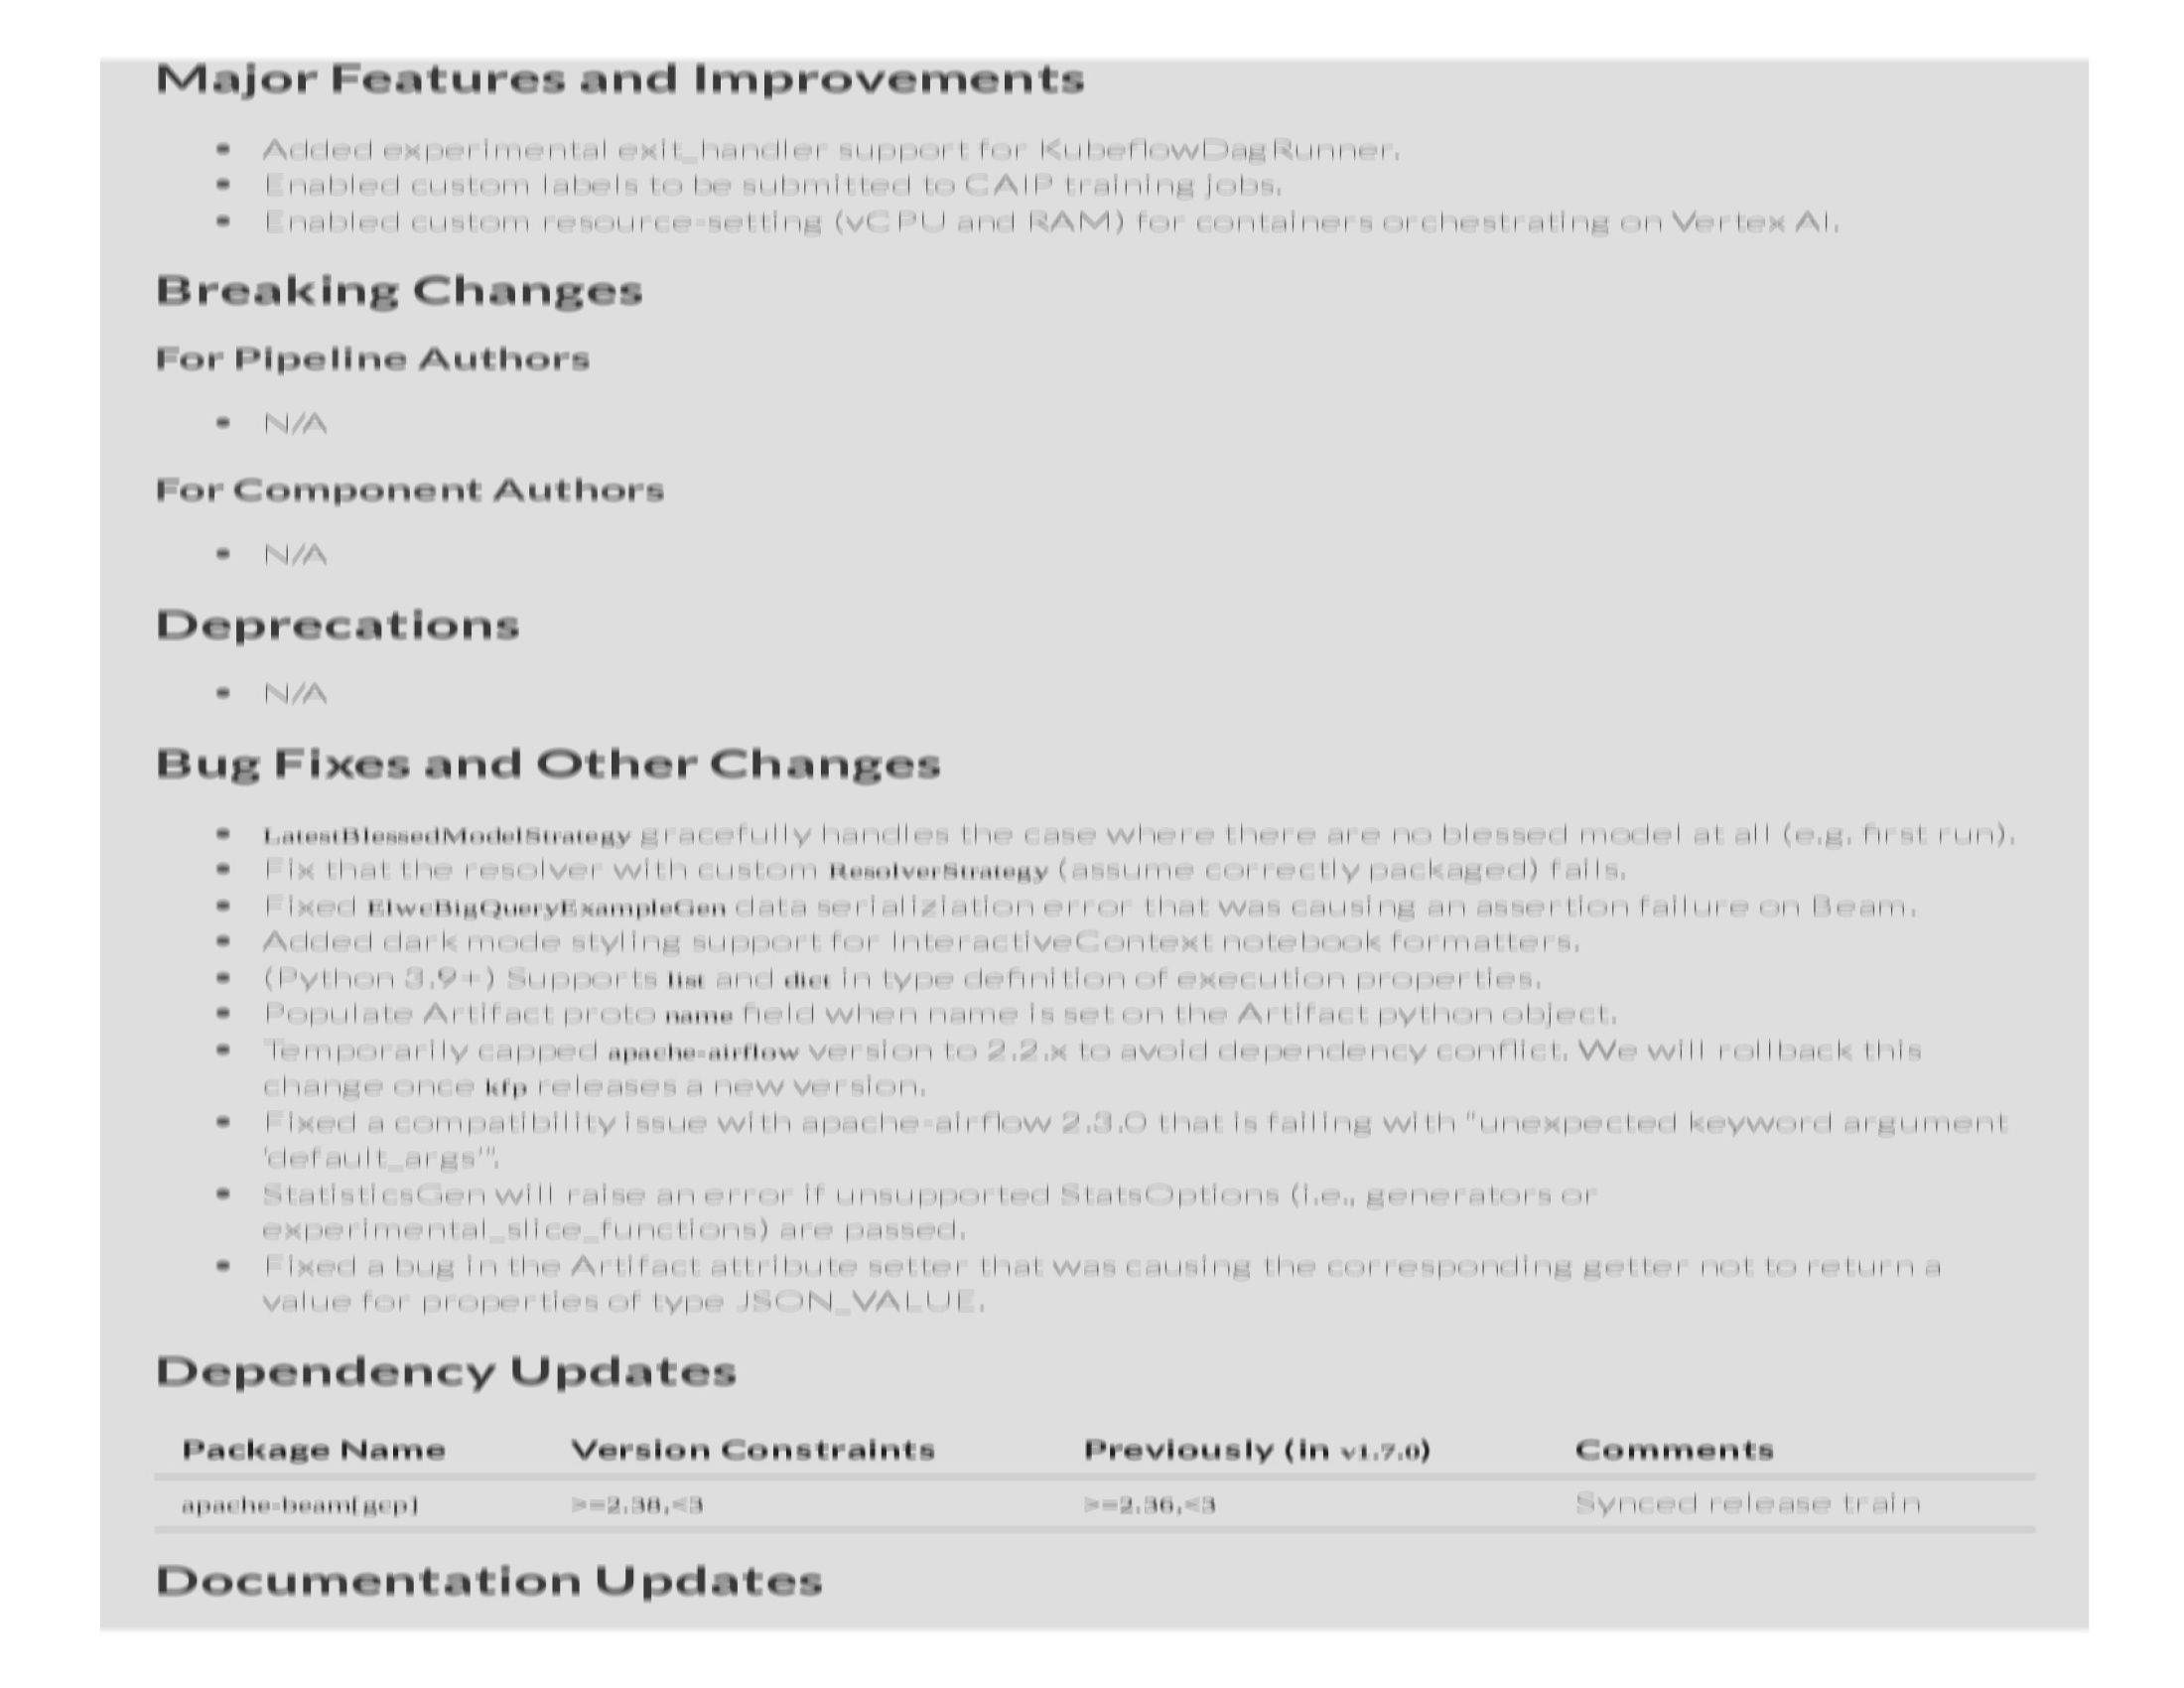 Major Features and Improvements
• Added experimental exit_handler support for KubeflowDagRunner.
• Enabled custom labels to be submitted to CAIP training jobs.
• Enabled custom resource-setting (vCPU and RAM) for containers orchestrating on Vertex AI.
Breaking Changes
For Pipeline Authors
• N/A
For Component Authors
• N/A
Deprecations
• N/A
Bug Fixes and Other Changes
• LatestBlessedModelStrategy gracefully handles the case where there are no blessed model at all (e.g. first run).
• Fix that the resolver with custom ResolverStrategy (assume correctly packaged) fails.
• Fixed ElwcBigQueryExampleGen data serializiation error that was causing an assertion failure on Beam.
• Added dark mode styling support for InteractiveContext notebook formatters.
• (Python 3.9+) Supports list and dict in type definition of execution properties.
• Populate Artifact proto name field when name is set on the Artifact python object.
• Temporarily capped apache-airflow version to 2.2.x to avoid dependency conflict. We will rollback this
change once kfp releases a new version.
• Fixed a compatibility issue with apache-airflow 2.3.0 that is failing with "unexpected keyword argument
'default_args'".
• StatisticsGen will raise an error if unsupported StatsOptions (i.e., generators or
experimental_slice_functions) are passed.
• Fixed a bug in the Artifact attribute setter that was causing the corresponding getter not to return a
value for properties of type JSON_VALUE.
Dependency Updates
Package Name Version Constraints Previously (in v1.7.0) Comments
apache-beam[gcp] >=2.38,<3 >=2.36,<3 Synced release train
Documentation Updates